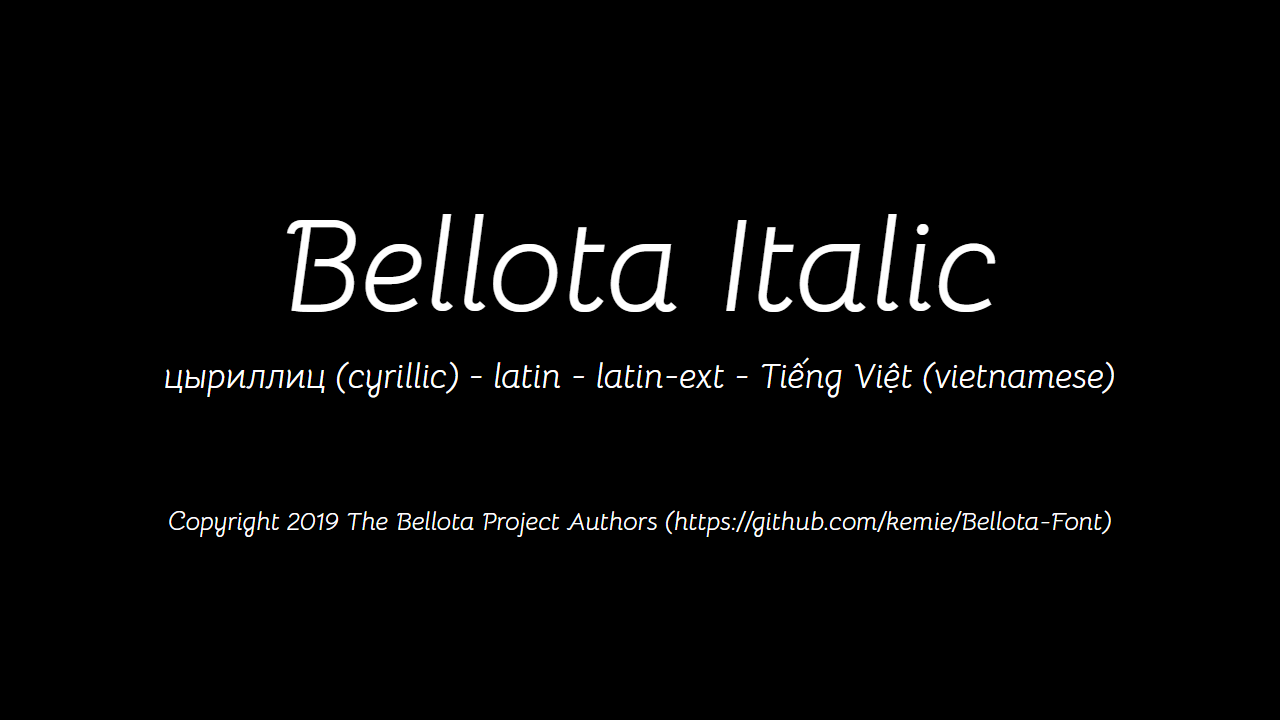 Bellota Italic
цыриллиц (cyrillic) - latin - latin-ext - Tiếng Việt (vietnamese)
Copyright 2019 The Bellota Project Authors (https://github.com/kemie/Bellota-Font)